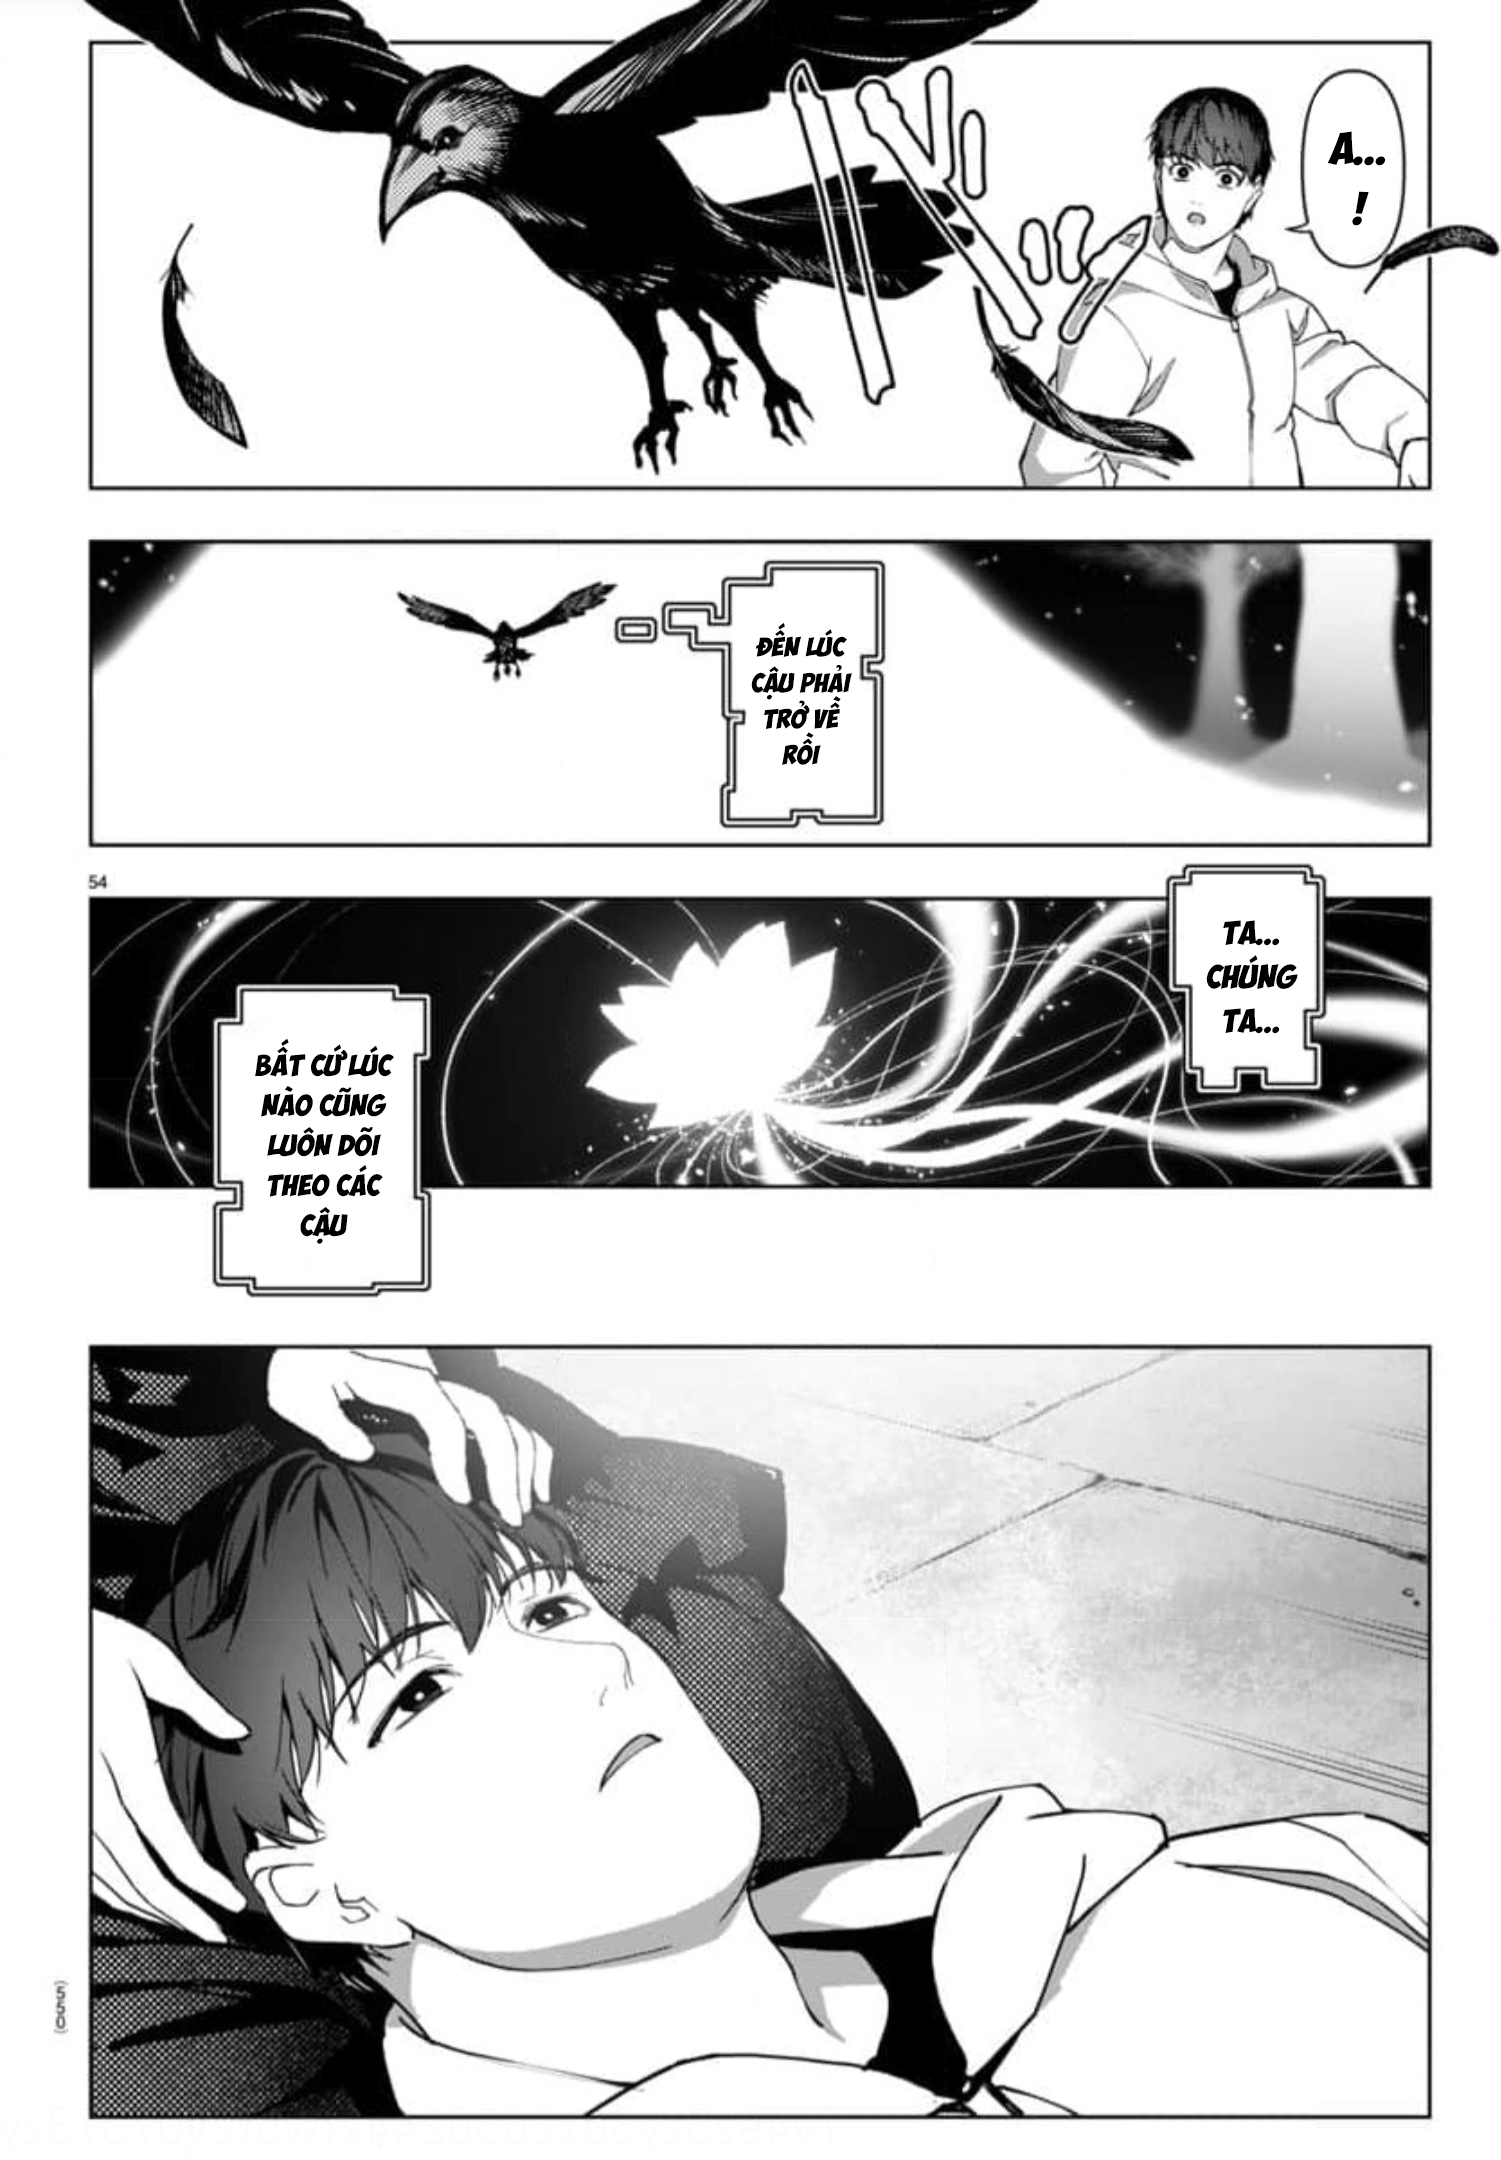 A...
!
ĐẾN LÚC
CẬU PHẢI
TRỞ VỀ
RỒI
54
TA...
CHÚNG
TA...
BẤT CỨ LÚC
NÀO CŨNG
LUÔN DÕI
THEO CÁC
CẬU
(550)